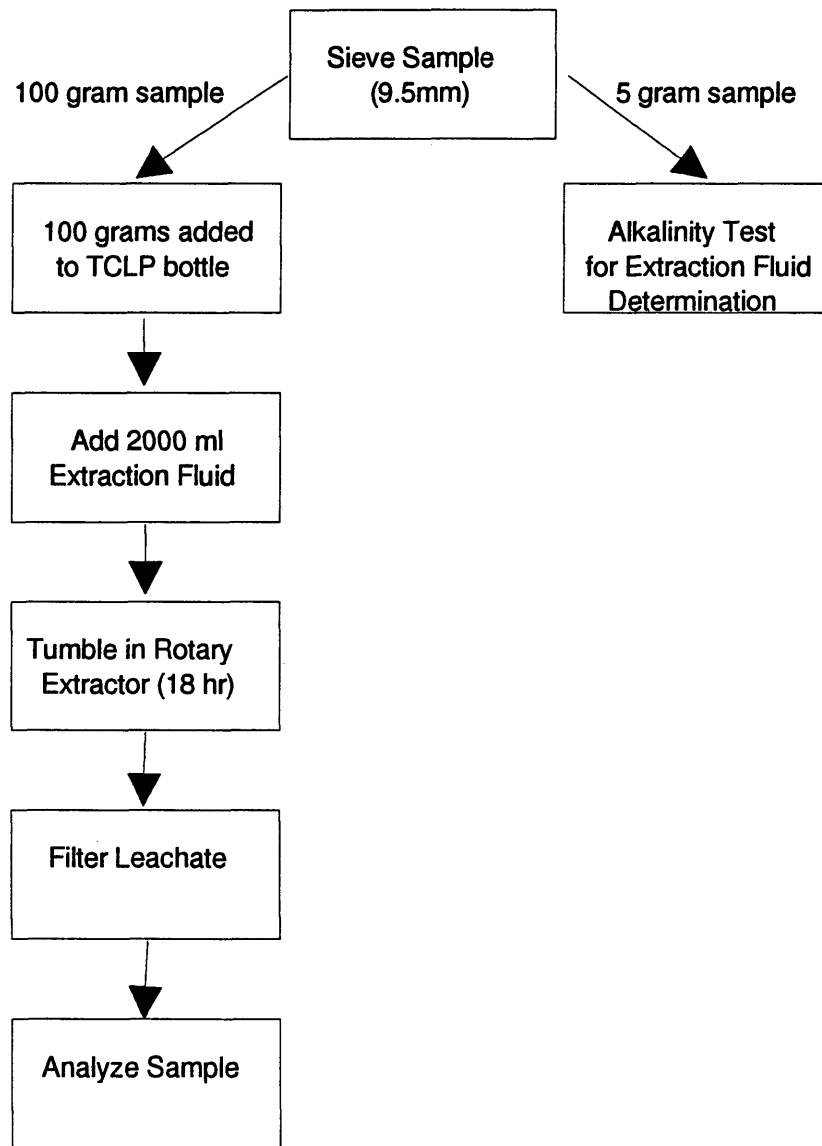 Sieve Sample
(9.5mm)
100 gram sample
5 gram sample
100 grams added
to TCLP bottle
Alkalinity Test
for Extraction Fluid
Determination
Add 2000 ml
Extraction Fluid
Tumble in Rotary
Extractor (18 hr)
Filter Leachate
Analyze Sample